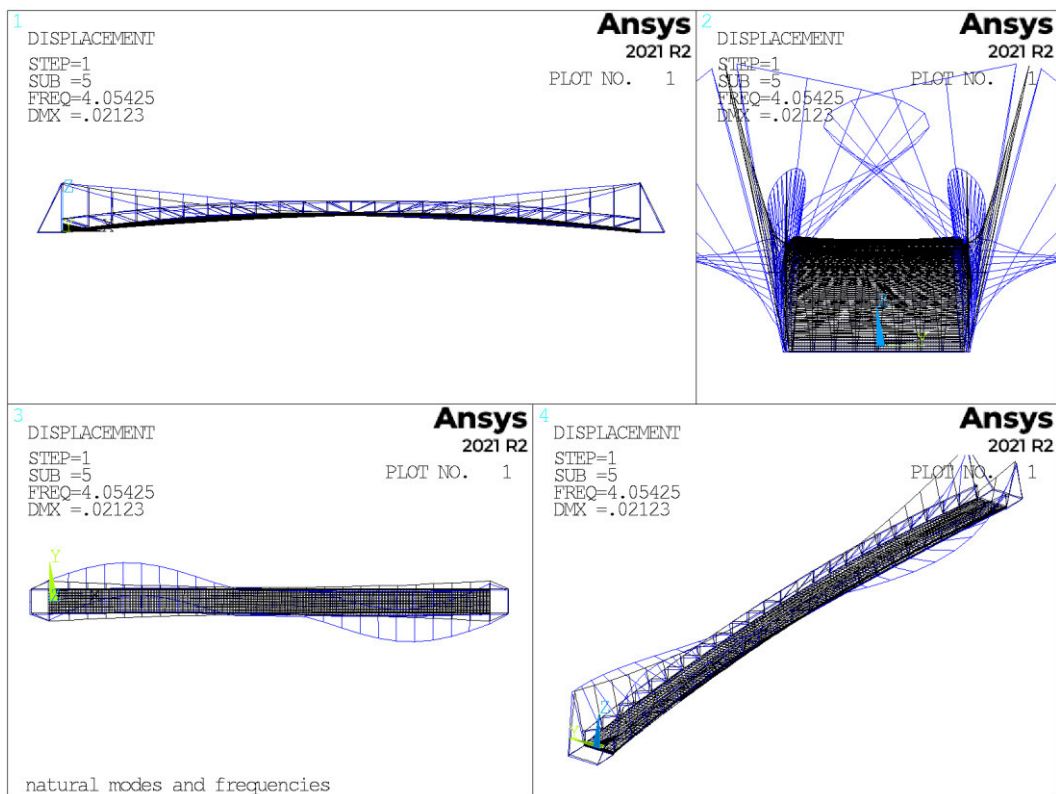 1
Ansys
2021 R2
DISPLACEMENT
STEP=1
SUB =5
FREQ=4.05425
DMX =.02123
PLOT NO. 1
Z
Y
X
2
Ansys
2021 R2
DISPLACEMENT
STEP=1
SUB =5
FREQ=4.05425
DMX =.02123
PLOT NO. 1
Z
Y
3
Ansys
2021 R2
DISPLACEMENT
STEP=1
SUB =5
FREQ=4.05425
DMX =.02123
PLOT NO. 1
Y
natural modes and frequencies
4
Ansys
2021 R2
DISPLACEMENT
STEP=1
SUB =5
FREQ=4.05425
DMX =.02123
PLOT NO. 1
Z
Y